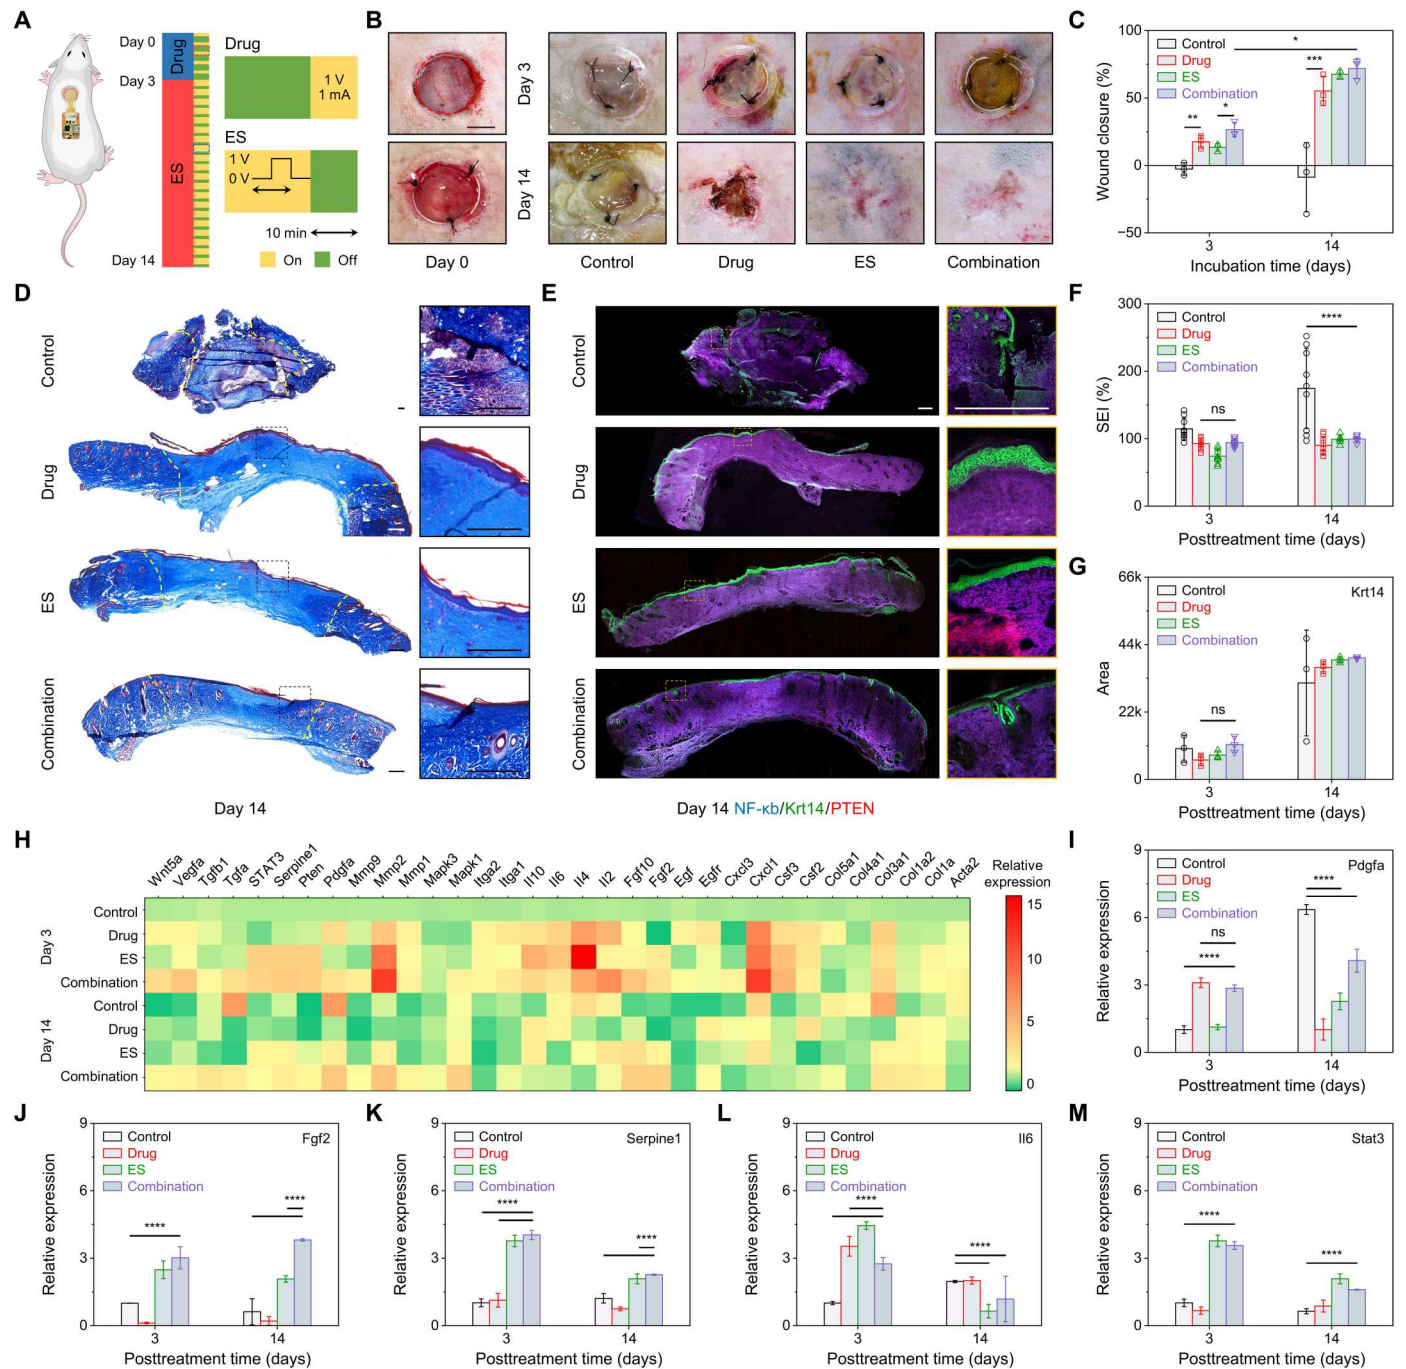 A
Day 0
Day 3
Day 14
Drug
ES
Drug
1 V
1 mA
ES
1 V
0 V
10 min
On
Off
B
Day 3
Day 14
Day 0
Control
Drug
ES
Combination
C
Wound closure (%)
100
50
0
−50
Control
Drug
ES
Combination
**
*
***
*
3
14
Incubation time (days)
D
Control
Drug
ES
Combination
Day 14
E
Control
Drug
ES
Combination
Day 14 NF-κb/Krt14/PTEN
F
SEI (%)
300
200
100
0
Control
Drug
ES
Combination
ns
****
3
14
Posttreatment time (days)
G
Area
66k
44k
22k
0
Control
Drug
ES
Combination
Krt14
ns
3
14
Posttreatment time (days)
H
Wnt5a
Vegfa
Tgfb1
Tgfa
STAT3
Serpine1
Pten
Pdgfa
Mmp9
Mmp2
Mmp1
Mapk3
Mapk1
Itga2
Itga1
Il10
Il6
Il4
Il2
Fgf10
Fgf2
Egf
Egfr
Cxcl3
Cxcl1
Csf3
Csf2
Col5a1
Col4a1
Col3a1
Col1a2
Col1a
Acta2
Day 3
Control
Drug
ES
Combination
Day 14
Control
Drug
ES
Combination
Relative
expression
15
10
5
0
I
Relative expression
9
6
3
0
Control
Drug
ES
Combination
Pdgfa
ns
****
****
3
14
Posttreatment time (days)
J
Relative expression
9
6
3
0
Control
Drug
ES
Combination
Fgf2
****
****
3
14
Posttreatment time (days)
K
Relative expression
9
6
3
0
Control
Drug
ES
Combination
Serpine1
****
****
3
14
Posttreatment time (days)
L
Relative expression
9
6
3
0
Control
Drug
ES
Combination
Il6
****
****
3
14
Posttreatment time (days)
M
Relative expression
9
6
3
0
Control
Drug
ES
Combination
Stat3
****
****
3
14
Posttreatment time (days)